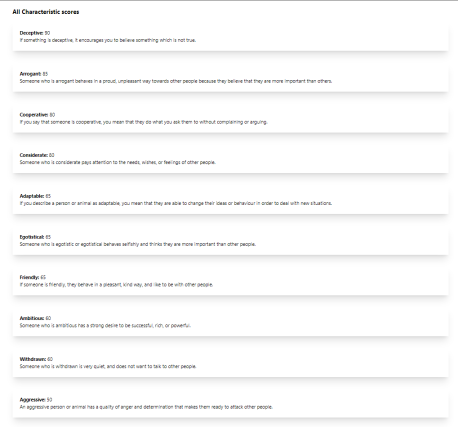 All Characteristic scores
Deceptive: 90
If something is deceptive, it encourages you to believe something which is not true.
Arrogant: 85
Someone who is arrogant behaves in a proud, unpleasant way towards other people because they believe that they are more important than others.
Cooperative: 80
If you say that someone is cooperative, you mean that they do what you ask them to without complaining or arguing.
Considerate: 80
Someone who is considerate pays attention to the needs, wishes, or feelings of other people.
Adaptable: 65
If you describe a person or animal as adaptable, you mean that they are able to change their ideas or behaviour in order to deal with new situations.
Egotistical: 65
Someone who is egotistic or egotistical behaves selfishly and thinks they are more important than other people.
Friendly: 65
If someone is friendly, they behave in a pleasant, kind way, and like to be with other people.
Ambitious: 60
Someone who is ambitious has a strong desire to be successful, rich, or powerful.
Withdrawn: 60
Someone who is withdrawn is very quiet, and does not want to talk to other people.
Aggressive: 50
An aggressive person or animal has a quality of anger and determination that makes them ready to attack other people.